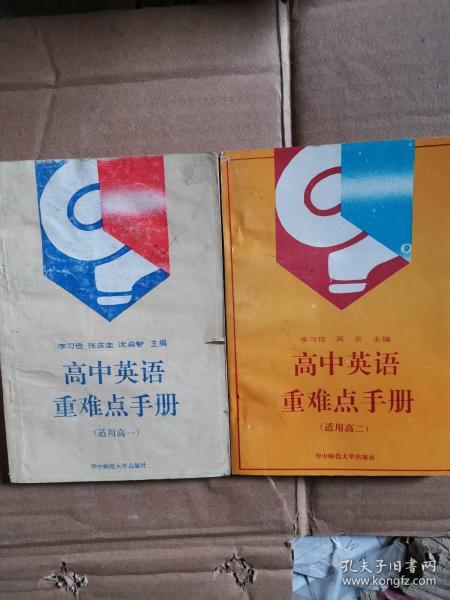 李习俭 张庆圭 沈启智 主编
高中英语
重难点手册
(适用高一)
华中师范大学出版社
李习俭 吴云 主编
高中英语
重难点手册
(适用高二)
华中师范大学出版社
孔夫子旧书网
www.kongfz.com